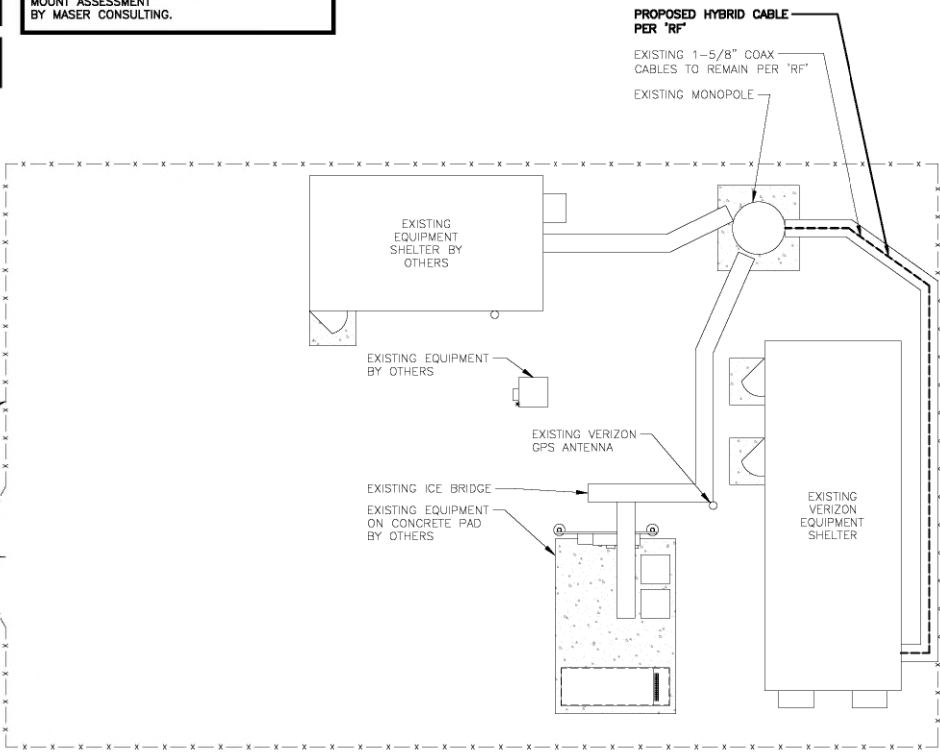 MOUNT ASSESSMENT
BY MASER CONSULTING.
PROPOSED HYBRID CABLE
PER 'RF'
EXISTING 1-5/8" COAX
CABLES TO REMAIN PER 'RF'
EXISTING MONOPOLE
EXISTING
EQUIPMENT
SHELTER BY
OTHERS
EXISTING EQUIPMENT
BY OTHERS
EXISTING VERIZON
GPS ANTENNA
EXISTING ICE BRIDGE
EXISTING EQUIPMENT
ON CONCRETE PAD
BY OTHERS
EXISTING
VERIZON
EQUIPMENT
SHELTER